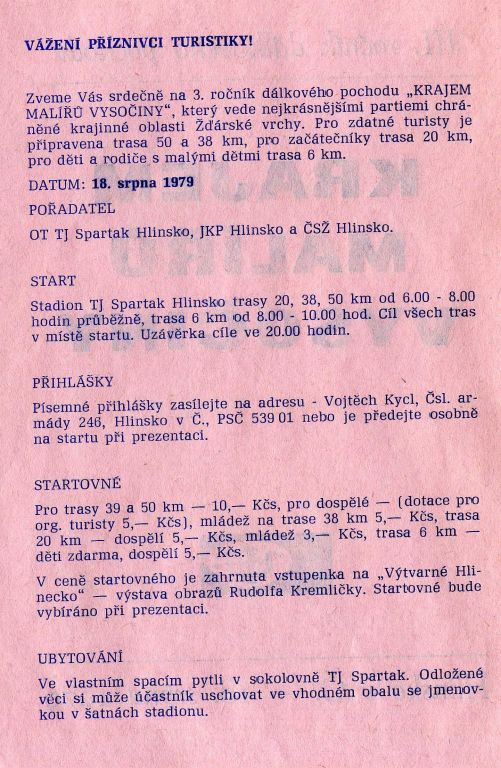 VÁŽENÍ PŘÍZNIVCI TURISTIKY!
Zveme Vás srdečně na 3. ročník dálkového pochodu „KRAJEM
MALÍŘŮ VYSOČINY“, který vede nejkrásnějšími partiemi chrá-
něné krajinné oblasti Žďárské vrchy. Pro zdatné turisty je
připravena trasa 50 a 38 km, pro začátečníky trasa 20 km,
pro děti a rodiče s malými dětmi trasa 6 km.
DATUM: 18. srpna 1979
POŘADATEL
OT TJ Spartak Hlinsko, JKP Hlinsko a ČSŽ Hlinsko.
START
Stadion TJ Spartak Hlinsko trasy 20, 38, 50 km od 6.00 - 8.00
hodin průběžně, trasa 6 km od 8.00 - 10.00 hod. Cíl všech tras
v místě startu. Uzávěrka cíle ve 20.00 hodin.
PŘIHLÁŠKY
Písemné přihlášky zasílejte na adresu - Vojtěch Kycl, Čsl. ar-
mády 246, Hlinsko v Č., PSČ 539 01 nebo je předejte osobně
na startu při prezentaci.
STARTOVNÉ
Pro trasy 39 a 50 km — 10,— Kčs, pro dospělé — (dotace pro
org. turisty 5,— Kčs), mládež na trase 38 km 5,— Kčs, trasa
20 km — dospělí 5,— Kčs, mládež 3,— Kčs, trasa 6 km —
děti zdarma, dospělí 5,— Kčs.
V ceně startovného je zahrnuta vstupenka na „Výtvarné Hli-
necko“ — výstava obrazů Rudolfa Kremličky. Startovné bude
vybíráno při prezentaci.
UBYTOVÁNÍ
Ve vlastním spacím pytli v sokolovně TJ Spartak. Odložené
věci si může účastník uschovat ve vhodném obalu se jmenov-
kou v šatnách stadionu.